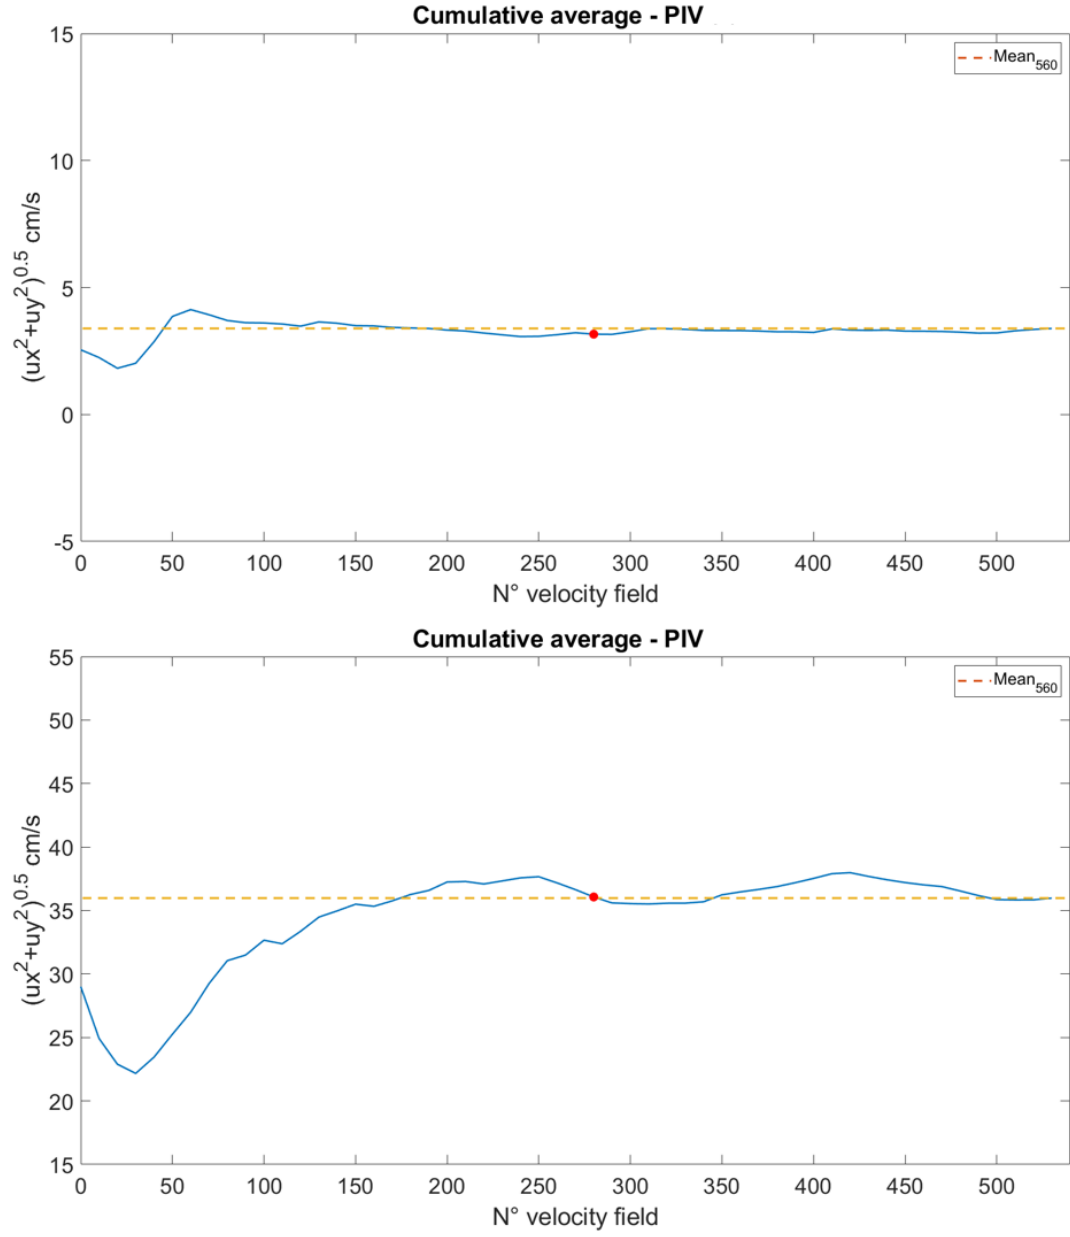 Cumulative average - PIV
Mean560
15
10
5
0
-5
(ux2+uy2)0.5 cm/s
0 50 100 150 200 250 300 350 400 450 500
N° velocity field
Cumulative average - PIV
Mean560
55
50
45
40
35
30
25
20
15
(ux2+uy2)0.5 cm/s
0 50 100 150 200 250 300 350 400 450 500
N° velocity field